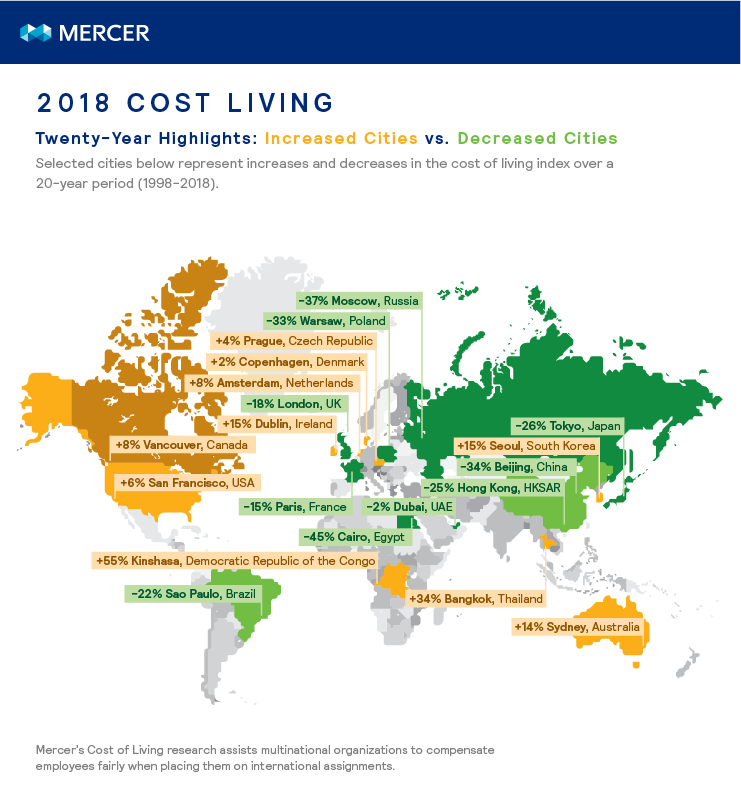 MERCER
2018 COST LIVING
Twenty-Year Highlights: Increased Cities vs. Decreased Cities
Selected cities below represent increases and decreases in the cost of living index over a
20-year period (1998-2018).
-37% Moscow, Russia
-33% Warsaw, Poland
+4% Prague, Czech Republic
+2% Copenhagen, Denmark
+8% Amsterdam, Netherlands
-18% London, UK
+15% Dublin, Ireland
-26% Tokyo, Japan
+8% Vancouver, Canada
+15% Seoul, South Korea
-34% Beijing, China
+6% San Francisco, USA
-25% Hong Kong, HKSAR
-15% Paris, France
-2% Dubai, UAE
-45% Cairo, Egypt
+55% Kinshasa, Democratic Republic of the Congo
-22% Sao Paulo, Brazil
+34% Bangkok, Thailand
+14% Sydney, Australia
Mercer's Cost of Living research assists multinational organizations to compensate
employees fairly when placing them on international assignments.